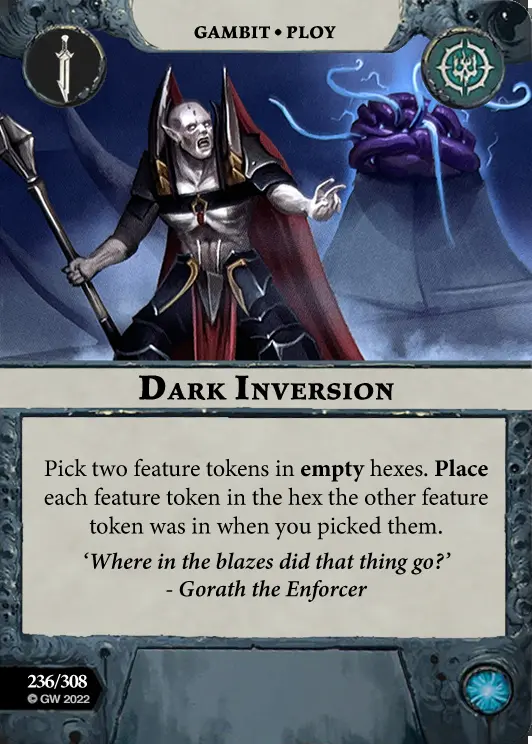 GAMBIT • PLOY
DARK INVERSION
Pick two feature tokens in empty hexes. Place
each feature token in the hex the other feature
token was in when you picked them.
‘Where in the blazes did that thing go?’
- Gorath the Enforcer
236/308
© GW 2022